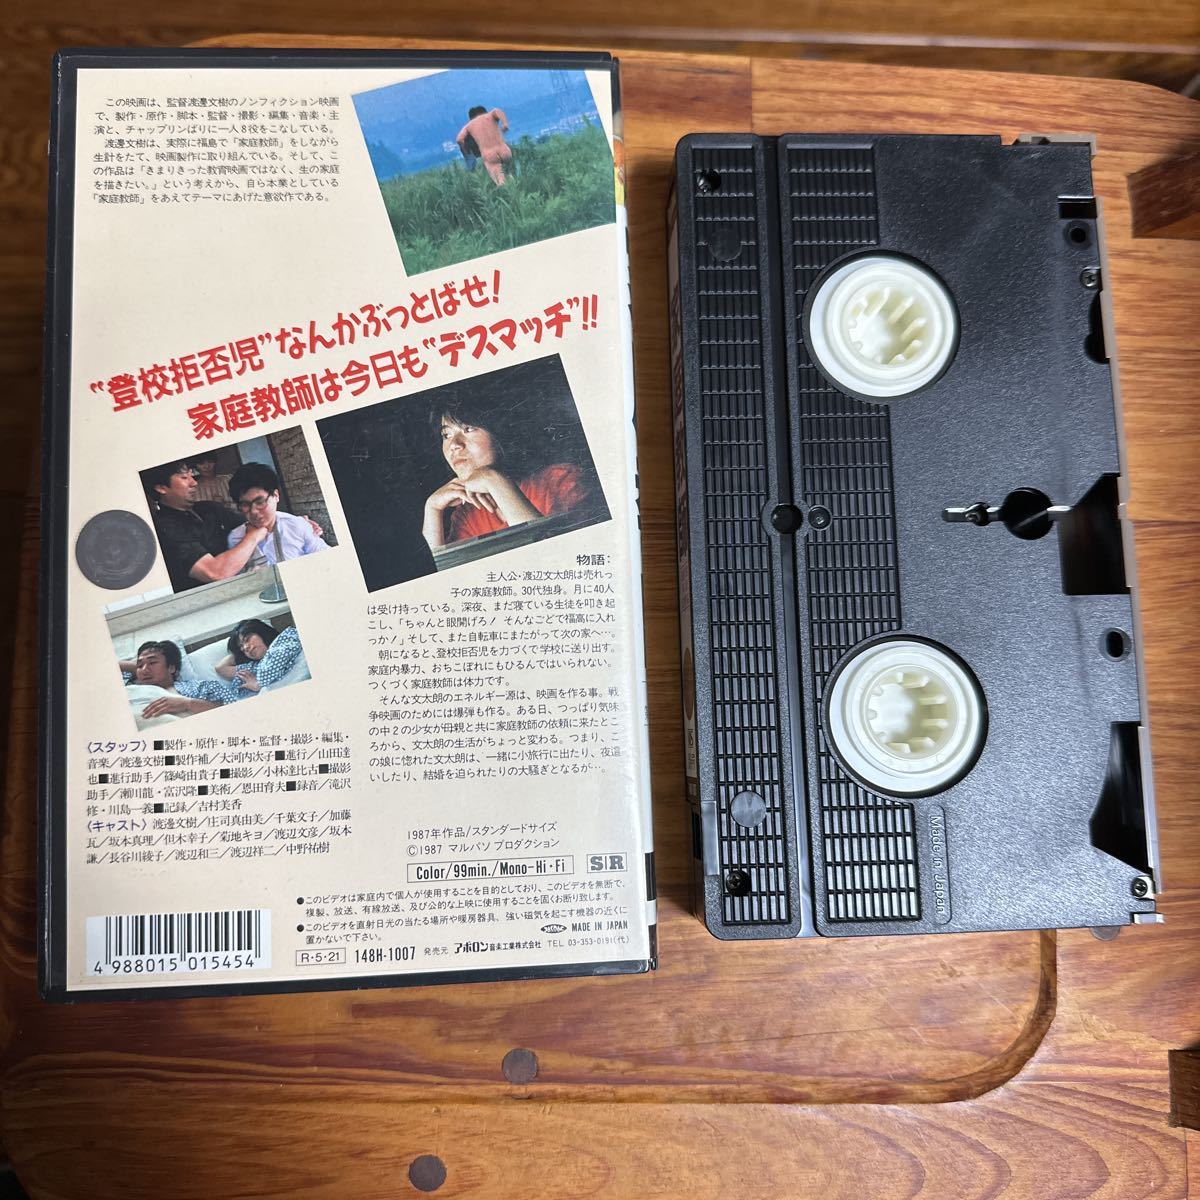 この映画は、監督渡邊文樹のノンフィクション映画
で、製作・原作・脚本・監督・撮影・編集・音楽・主
演と、チャップリンばりに一人8役をこなしている。
渡邊文樹は、実際に福島で「家庭教師」をしながら
生計をたて、映画製作に取り組んでいる。そして、こ
の作品は「きまりきった教育映画ではなく、生の家庭
を描きたい。」という考えから、自ら本業としている
「家庭教師」をあえてテーマにあげた意欲作である。
“登校拒否児”なんかぶっとばせ!
家庭教師は今日も“デスマッチ”!!
物語:
主人公・渡辺文太朗は売れっ
子の家庭教師。30代独身。月に40人
は受け持っている。深夜、まだ寝ている生徒を叩き起
こし、「ちゃんと眼開げろ! そんなごどで福高に入れ
っか!」そして、また自転車にまたがって次の家へ…。
朝になると、登校拒否児を力づくで学校に送り出す。
家庭内暴力、おちこぼれにもひるんではいられない。
つくづく家庭教師は体力です。
そんな文太朗のエネルギー源は、映画を作る事。戦
争映画のためには爆弾も作る。ある日、つっぱり気味
の中2の少女が母親と共に家庭教師の依頼に来たとこ
ろから、文太朗の生活がちょっと変わる。つまり、こ
の娘に惚れた文太朗は、一緒に小旅行に出たり、夜這
いしたり、結婚を迫られたりの大騒ぎとなるが…。
〈スタッフ〉■製作・原作・脚本・監督・撮影・編集・
音楽/渡邊文樹■製作補/大河内次子■進行/山田達
也■進行助手/篠崎由貴子■撮影/小林達比古■撮影
助手/瀬川龍・富沢隆■美術/恩田育夫■録音/滝沢
修・川島一義■記録/吉村美香
〈キャスト〉渡邊文樹/庄司真由美/千葉文子/加藤
瓦/坂本真理/但木幸子/菊地キヨ/渡辺文彦/坂本
謙/長谷川綾子/渡辺和三/渡辺祥二/中野祐樹
1987年作品/スタンダードサイズ
©1987 マルパソ プロダクション
Color/99min./Mono-Hi・Fi
S|R
●このビデオは家庭内で個人が使用することを目的としており、このビデオを無断で、
複製、放送、有線放送、及び公的な上映に使用することを固くお断り致します。
●このビデオを直射日光の当たる場所や暖房器具、強い磁気を起こす機器の近くに
置かないで下さい。
MADE IN JAPAN
R・5・21 148H-1007 発売元 アポロン音楽工業株式会社 TEL 03-353-0191(代)
4 988015 015454
Made in Japan